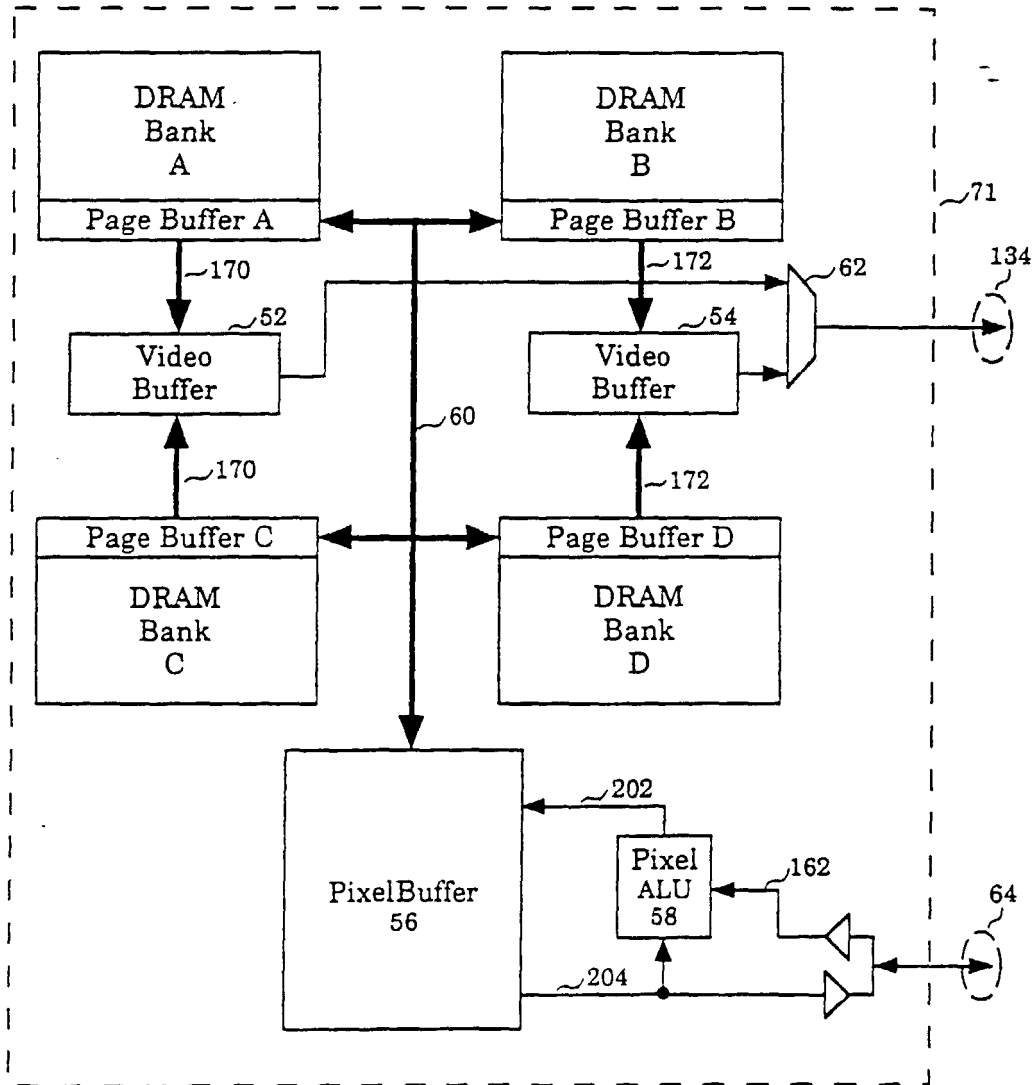 DRAM
Bank
A
Page Buffer A
DRAM
Bank
B
Page Buffer B
71
134
170
172
62
52
Video
Buffer
54
Video
Buffer
60
170
172
Page Buffer C
DRAM
Bank
C
Page Buffer D
DRAM
Bank
D
202
PixelBuffer
56
Pixel
ALU
58
162
64
204